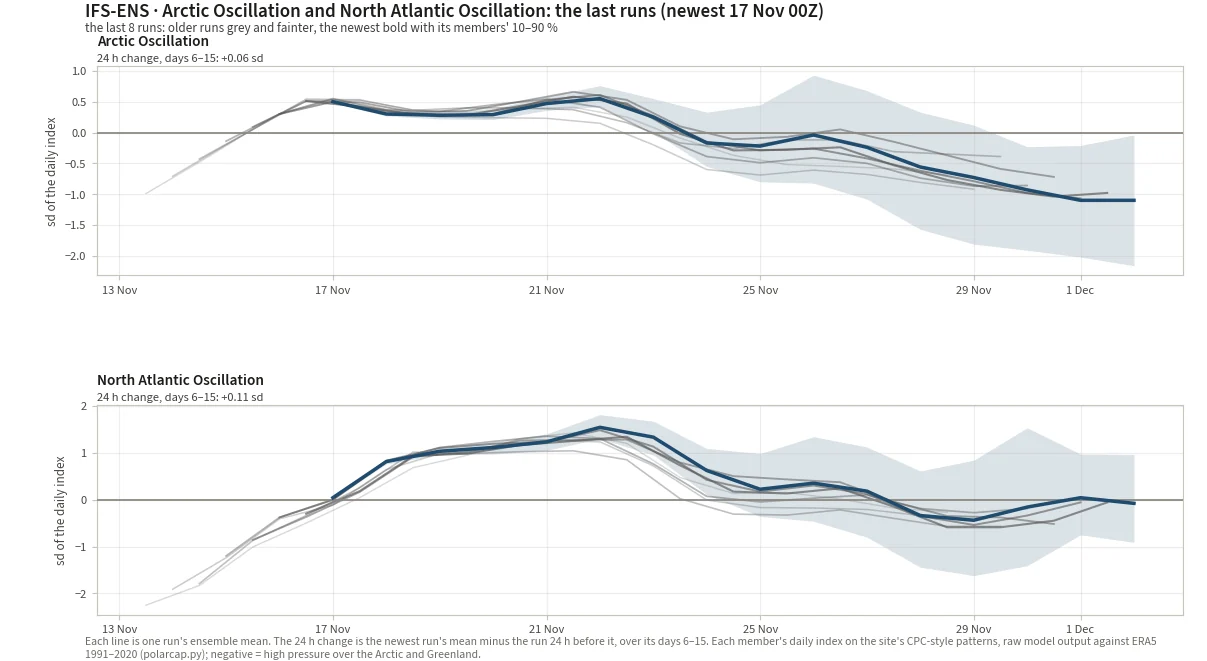 IFS-ENS · Arctic Oscillation and North Atlantic Oscillation: the last runs (newest 17 Nov 00Z)
the last 8 runs: older runs grey and fainter, the newest bold with its members' 10–90 %
Arctic Oscillation
24 h change, days 6–15: +0.06 sd
sd of the daily index
1.0
0.5
0.0
−0.5
−1.0
−1.5
−2.0
13 Nov 17 Nov 21 Nov 25 Nov 29 Nov 1 Dec
North Atlantic Oscillation
24 h change, days 6–15: +0.11 sd
sd of the daily index
2
1
0
−1
−2
13 Nov 17 Nov 21 Nov 25 Nov 29 Nov 1 Dec
Each line is one run's ensemble mean. The 24 h change is the newest run's mean minus the run 24 h before it, over its days 6–15. Each member's daily index on the site's CPC-style patterns, raw model output against ERA5
1991–2020 (polarcap.py); negative = high pressure over the Arctic and Greenland.